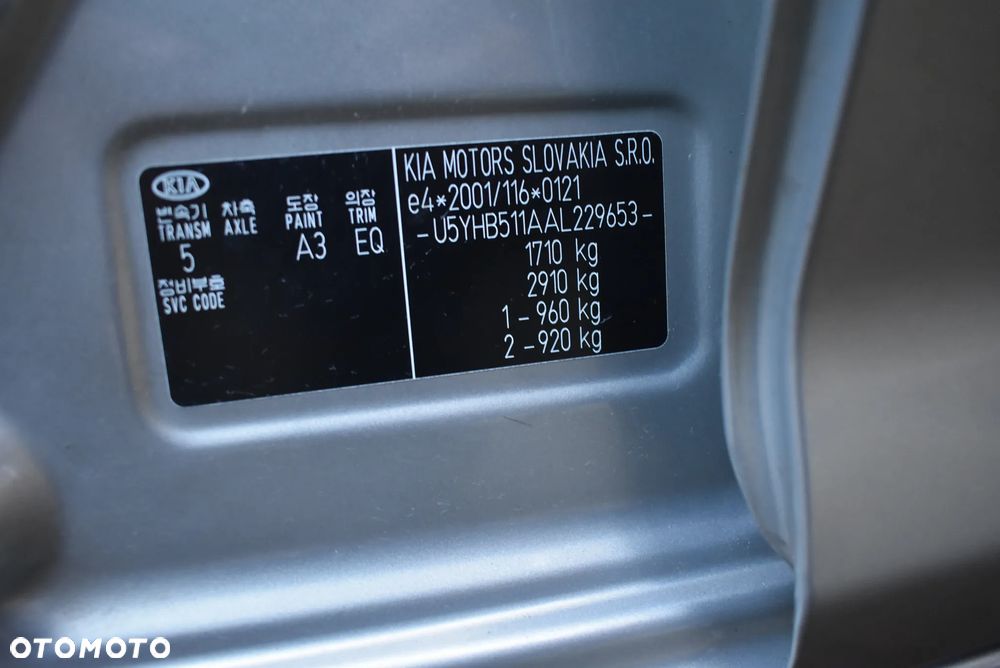 KIA
변속기 차축 도장 의장
TRANSM AXLE PAINT TRIM
5 A3 EQ
정비부호
SVC CODE
KIA MOTORS SLOVAKIA S.R.O.
e4*2001/116*0121
-U5YHB511AAL229653-
1710 kg
2910 kg
1 - 960 kg
2 - 920 kg
OTOMOTO